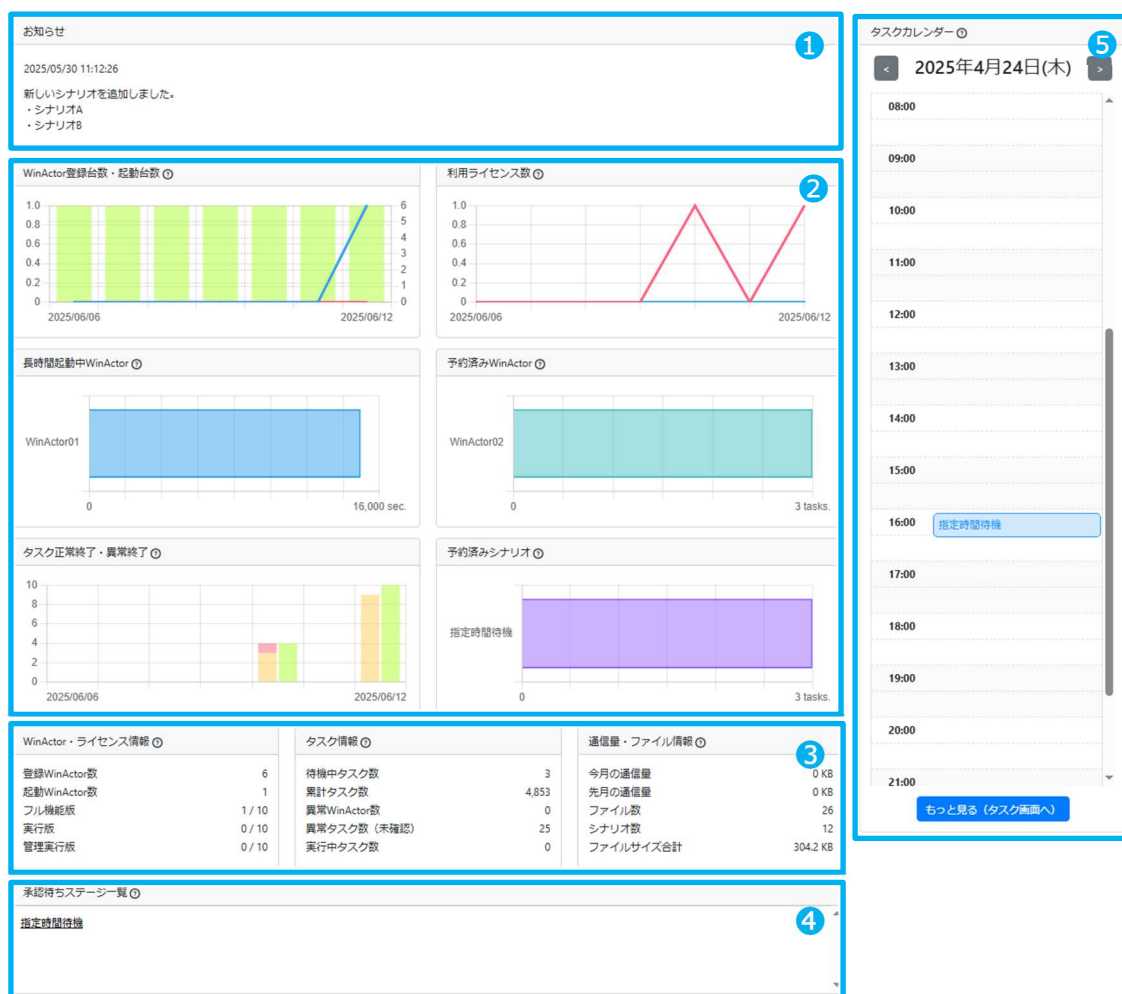 お知らせ
1
2025/05/30 11:12:26
新しいシナリオを追加しました。
・シナリオA
・シナリオB
2
WinActor登録台数・起動台数
1.0
0.8
0.6
0.4
0.2
0
6
5
4
3
2
1
0
2025/06/06
2025/06/12
利用ライセンス数
1.0
0.8
0.6
0.4
0.2
0
2025/06/06
2025/06/12
長時間起動中WinActor
WinActor01
0
16,000 sec.
予約済みWinActor
WinActor02
0
3 tasks.
タスク正常終了・異常終了
10
8
6
4
2
0
2025/06/06
2025/06/12
予約済みシナリオ
指定時間待機
0
3 tasks.
3
WinActor・ライセンス情報
登録WinActor数 6
起動WinActor数 1
フル機能版 1 / 10
実行版 0 / 10
管理実行版 0 / 10
タスク情報
待機中タスク数 3
累計タスク数 4,853
異常WinActor数 0
異常タスク数（未確認） 25
実行中タスク数 0
通信量・ファイル情報
今月の通信量 0 KB
先月の通信量 0 KB
ファイル数 26
シナリオ数 12
ファイルサイズ合計 304.2 KB
承認待ちステージ一覧
4
指定時間待機
タスクカレンダー
5
< 2025年4月24日(木) >
08:00
09:00
10:00
11:00
12:00
13:00
14:00
15:00
16:00 指定時間待機
17:00
18:00
19:00
20:00
21:00
もっと見る（タスク画面へ）